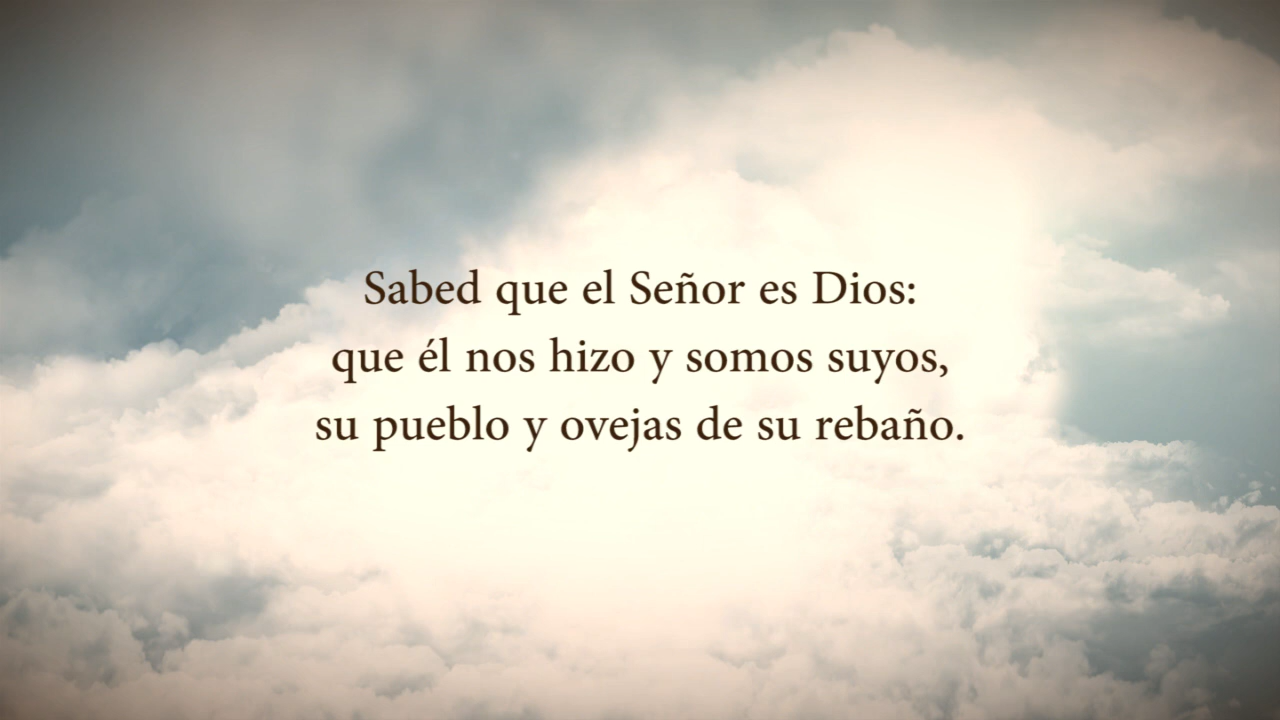 Sabed que el Señor es Dios:
que él nos hizo y somos suyos,
su pueblo y ovejas de su rebaño.